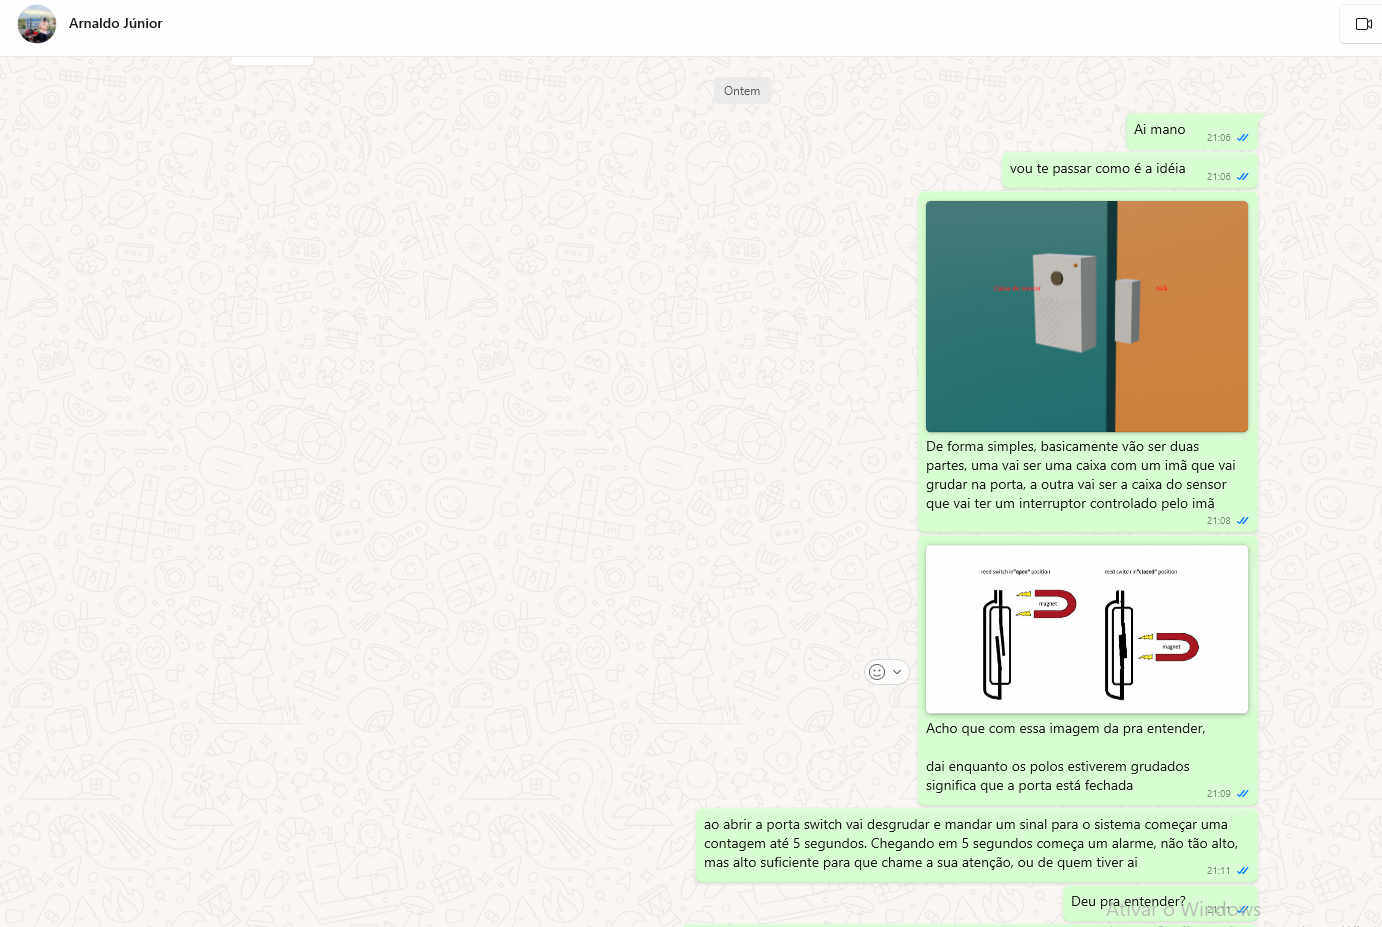 Arnaldo Júnior
Ontem
Ai mano
21:06
vou te passar como é a idéia
21:06
Imã
De forma simples, basicamente vão ser duas
partes, uma vai ser uma caixa com um imã que vai
grudar na porta, a outra vai ser a caixa do sensor
que vai ter um interruptor controlado pelo imã
21:08
reed switch in "open" position
reed switch in "closed" position
magnet
magnet
Acho que com essa imagem da pra entender,
dai enquanto os polos estiverem grudados
significa que a porta está fechada
21:09
ao abrir a porta switch vai desgrudar e mandar um sinal para o sistema começar uma
contagem até 5 segundos. Chegando em 5 segundos começa um alarme, não tão alto,
mas alto suficiente para que chame a sua atenção, ou de quem tiver ai
21:11
Deu pra entender?
21:11
Ativar o Windows